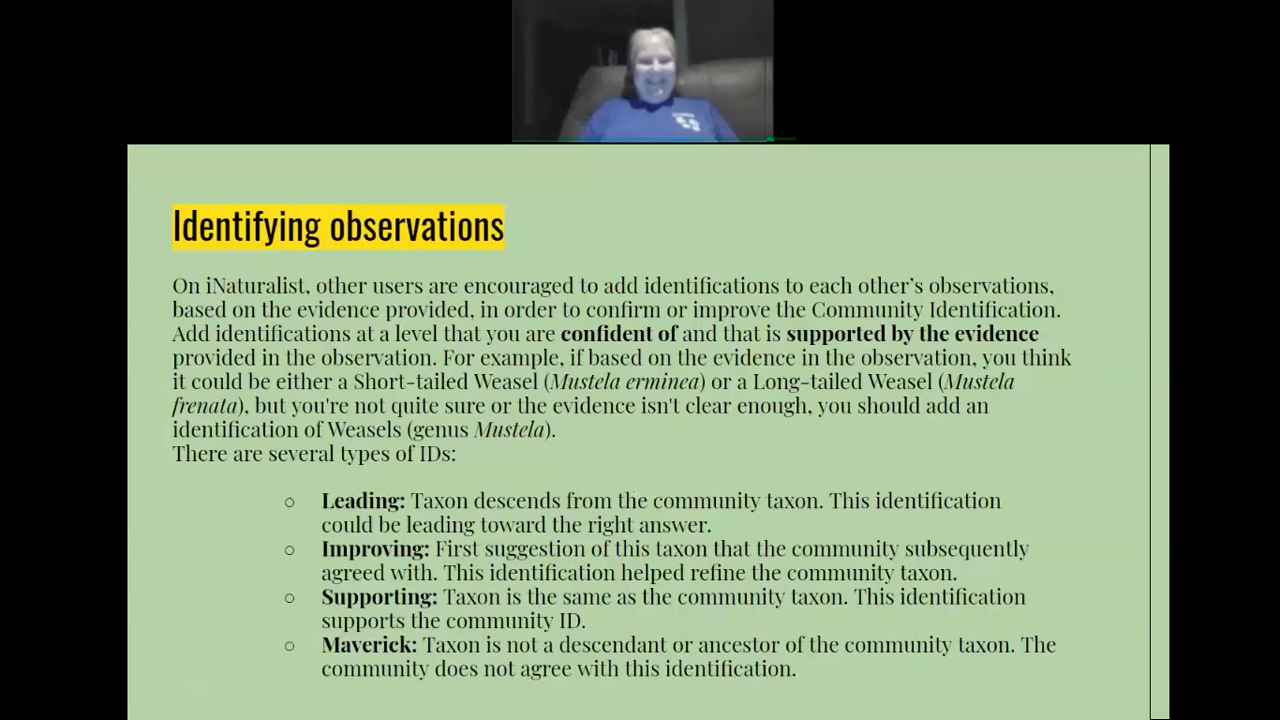 Identifying observations
On iNaturalist, other users are encouraged to add identifications to each other’s observations,
based on the evidence provided, in order to confirm or improve the Community Identification.
Add identifications at a level that you are confident of and that is supported by the evidence
provided in the observation. For example, if based on the evidence in the observation, you think
it could be either a Short-tailed Weasel (Mustela erminea) or a Long-tailed Weasel (Mustela
frenata), but you're not quite sure or the evidence isn't clear enough, you should add an
identification of Weasels (genus Mustela).
There are several types of IDs:
○ Leading: Taxon descends from the community taxon. This identification
could be leading toward the right answer.
○ Improving: First suggestion of this taxon that the community subsequently
agreed with. This identification helped refine the community taxon.
○ Supporting: Taxon is the same as the community taxon. This identification
supports the community ID.
○ Maverick: Taxon is not a descendant or ancestor of the community taxon. The
community does not agree with this identification.